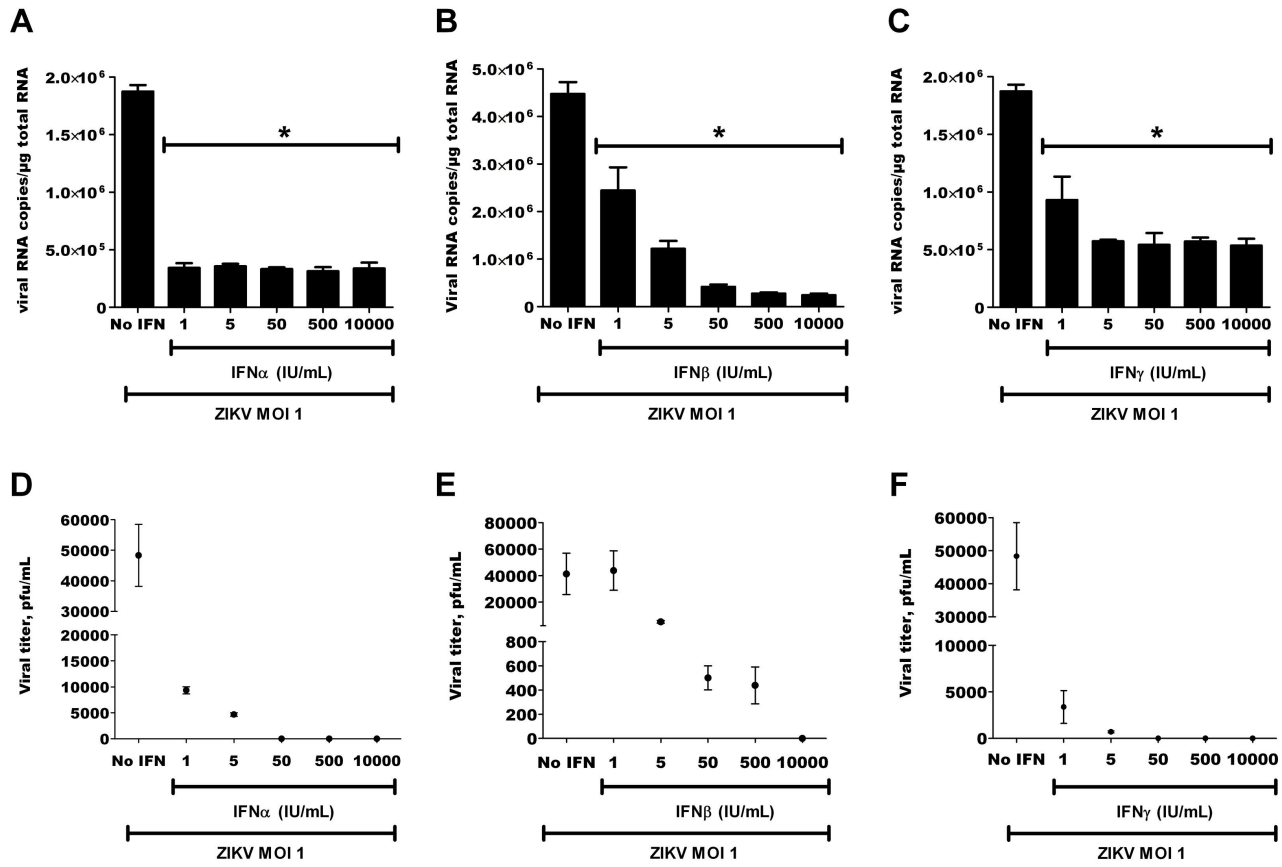 A
viral RNA copies/µg total RNA
2.0×10⁶
1.5×10⁶
1.0×10⁶
5.0×10⁵
0
*
No IFN 1 5 50 500 10000
IFNα (IU/mL)
ZIKV MOI 1
B
Viral RNA copies/µg total RNA
5.0×10⁶
4.0×10⁶
3.0×10⁶
2.0×10⁶
1.0×10⁶
0
*
No IFN 1 5 50 500 10000
IFNβ (IU/mL)
ZIKV MOI 1
C
viral RNA copies/µg total RNA
2.0×10⁶
1.5×10⁶
1.0×10⁶
5.0×10⁵
0
*
No IFN 1 5 50 500 10000
IFNγ (IU/mL)
ZIKV MOI 1
D
Viral titer, pfu/mL
60000
50000
40000
30000
20000
15000
10000
5000
0
No IFN 1 5 50 500 10000
IFNα (IU/mL)
ZIKV MOI 1
E
Viral titer, pfu/mL
80000
60000
40000
20000
800
600
400
200
0
No IFN 1 5 50 500 10000
IFNβ (IU/mL)
ZIKV MOI 1
F
Viral titer, pfu/mL
60000
50000
40000
30000
10000
5000
0
No IFN 1 5 50 500 10000
IFNγ (IU/mL)
ZIKV MOI 1